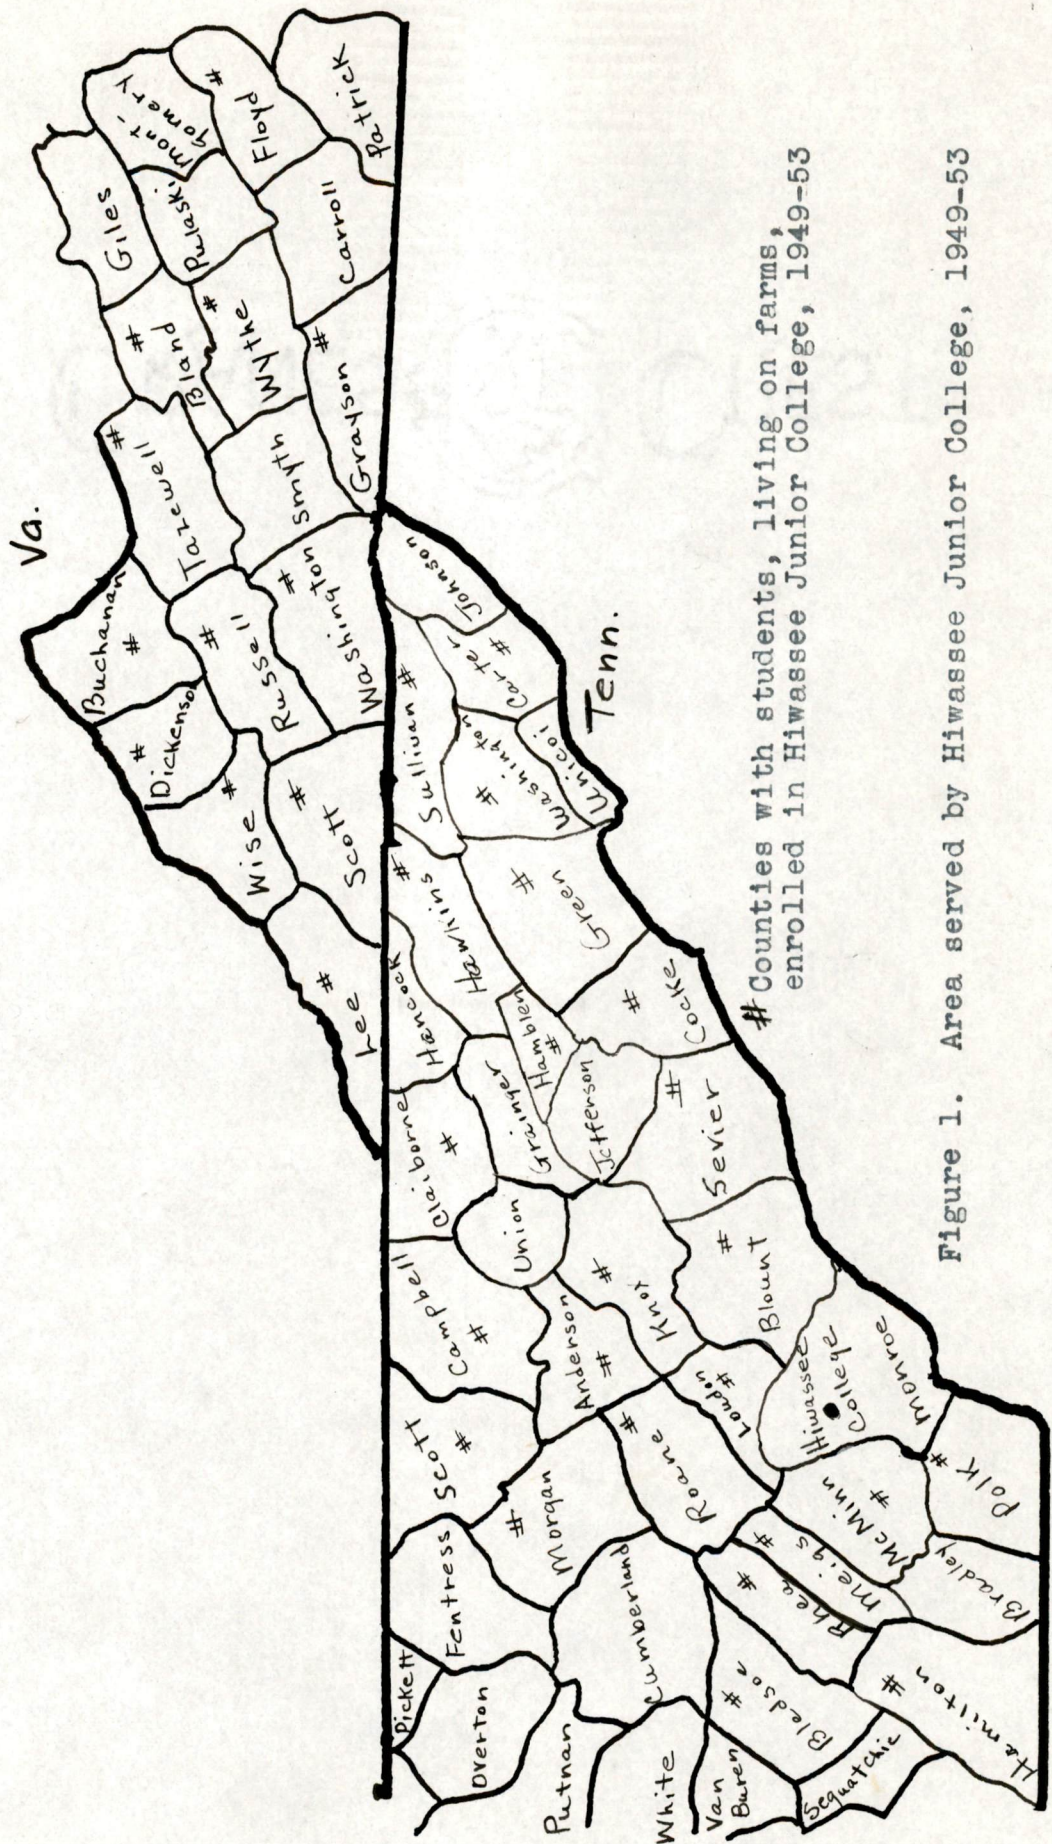 Va.
Buchanan
#
Dickenson
#
Tazewell
#
Giles
Bland
#
Mont-
gomery
Pulaski
Floyd
#
Wythe
#
Patrick
Carroll
Grayson
#
Smyth
Washington
#
Russell
#
Wise
#
Scott
#
Lee
#
Tenn.
Johnson
Carter
#
Sullivan #
Washington
#
Unicoi
Hawkins
#
Green
#
Hancock
Hamblen
#
Cocke
#
Claiborne
#
Grainger
Jefferson
Sevier
#
Union
Campbell
#
Anderson
#
Knox
#
Blount
#
Scott
#
Morgan
#
Roane
#
Loudon
#
Hiwassee
College
Monroe
Pickett
Fentress
Overton
Putnan
Cumberland
White
Van
Buren
Bledson
#
Rhea
#
Meigs
#
McMinn
#
Polk
#
Bradley
Hamilton
#
Sequatchie
# Counties with students, living on farms,
enrolled in Hiwassee Junior College, 1949-53
Figure 1. Area served by Hiwassee Junior College, 1949-53